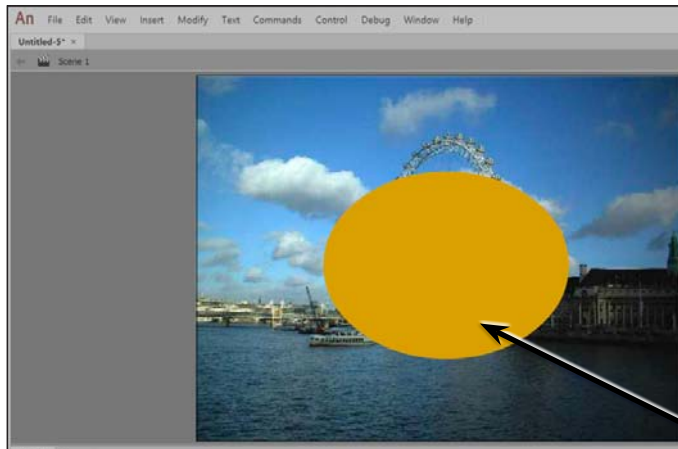 An File Edit View Insert Modify Text Commands Control Debug Window Help
Untitled-5* ×
Scene 1